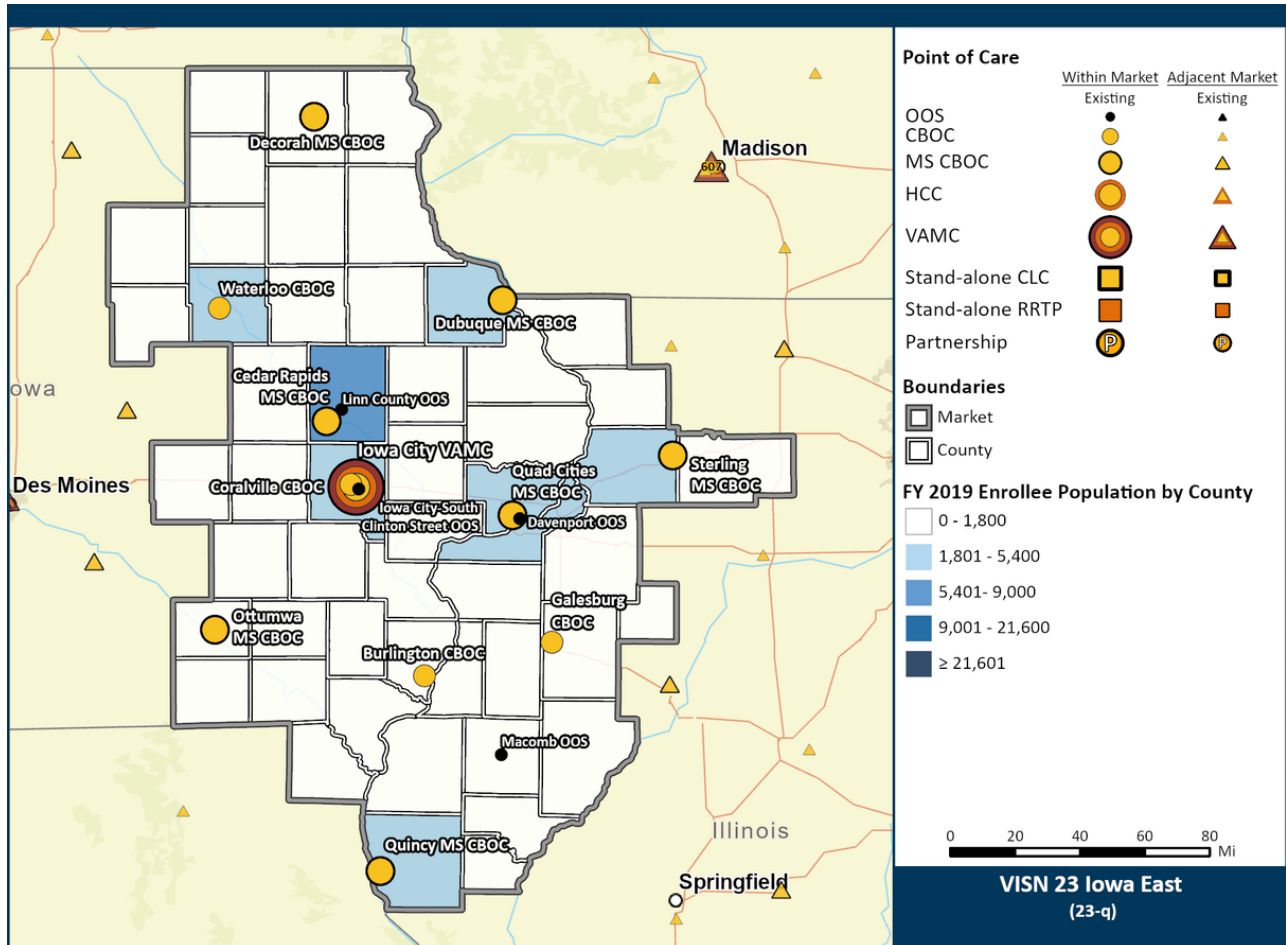 Decorah MS CBOC
Madison
607
Waterloo CBOC
Dubuque MS CBOC
Cedar Rapids
MS CBOC
Linn County OOS
owa
Iowa City VAMC
Des Moines
Coralville CBOC
Iowa City-South
Clinton Street OOS
Quad Cities
MS CBOC
Davenport OOS
Sterling
MS CBOC
Ottumwa
MS CBOC
Galesburg
CBOC
Burlington CBOC
Macomb OOS
Quincy MS CBOC
Illinois
Springfield
Point of Care
Within Market
Adjacent Market
Existing
Existing
OOS
CBOC
MS CBOC
HCC
VAMC
Stand-alone CLC
Stand-alone RRTP
Partnership
P
P
Boundaries
Market
County
FY 2019 Enrollee Population by County
0 - 1,800
1,801 - 5,400
5,401- 9,000
9,001 - 21,600
≥ 21,601
0 20 40 60 80
Mi
VISN 23 Iowa East
(23-q)